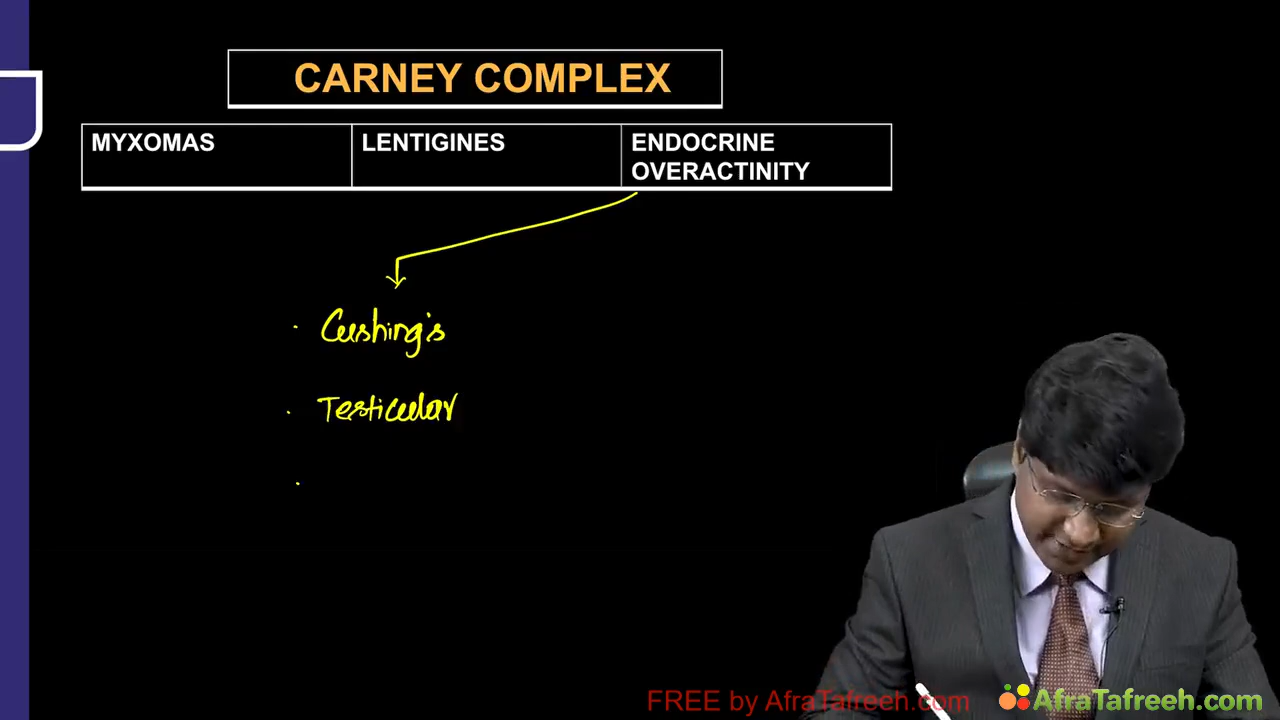 CARNEY COMPLEX
MYXOMAS
LENTIGINES
ENDOCRINE
OVERACTINITY
Cushing's
Testicular
FREE by AfraTafreeh.com
AfraTafreeh.com